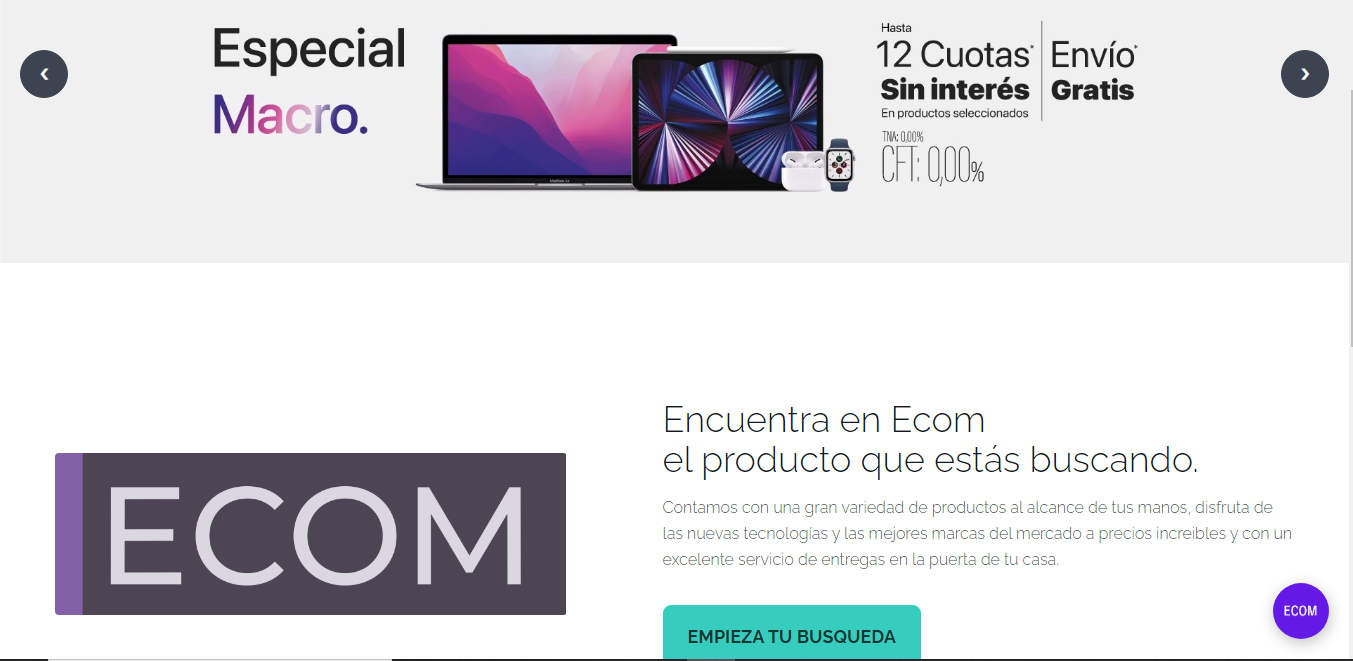 Especial
Macro.
Hasta
12 Cuotas*
Sin interés
En productos seleccionados
TNA: 0,00%
CFT: 0,00%
Envío*
Gratis
‹
›
ECOM
Encuentra en Ecom
el producto que estás buscando.
Contamos con una gran variedad de productos al alcance de tus manos, disfruta de
las nuevas tecnologías y las mejores marcas del mercado a precios increibles y con un
excelente servicio de entregas en la puerta de tu casa.
EMPIEZA TU BUSQUEDA
ECOM